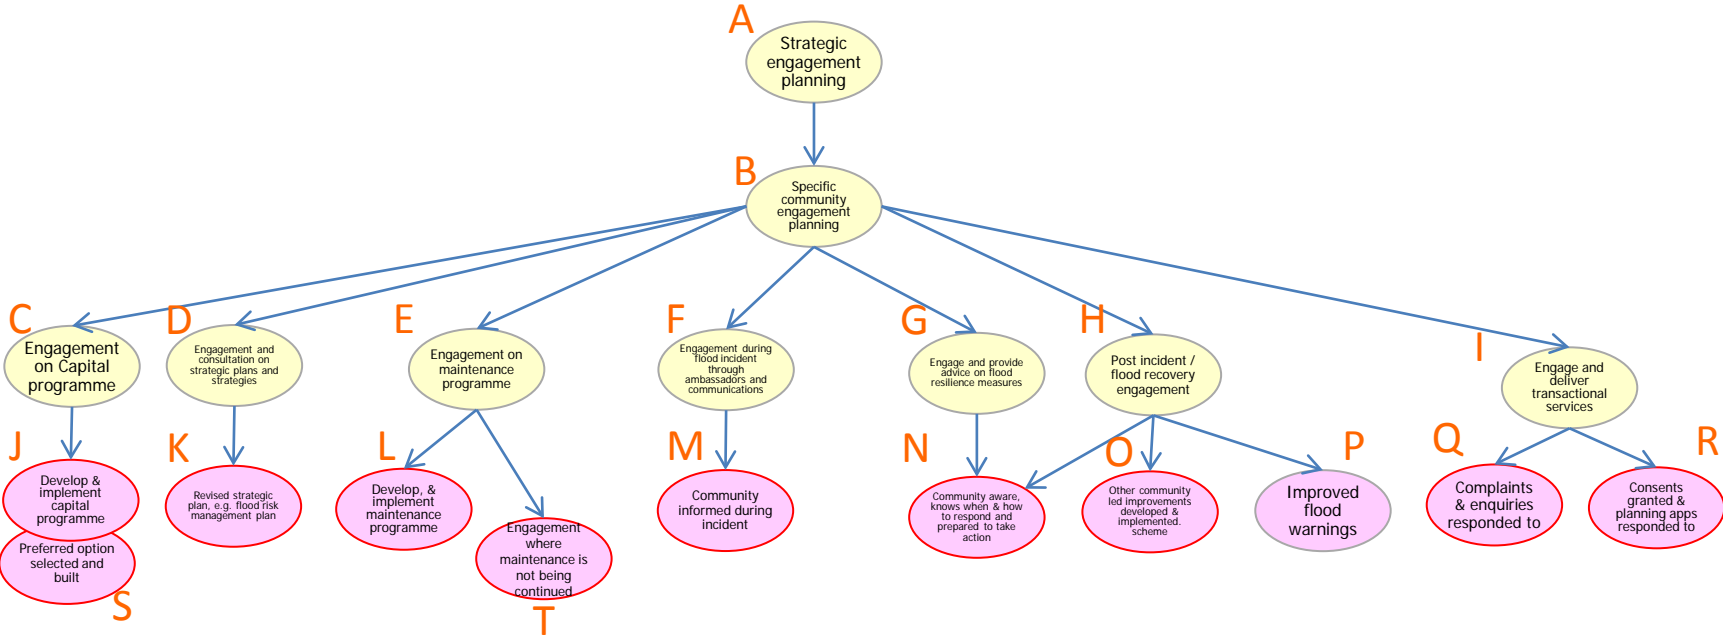 A
Strategic
engagement
planning
B
Specific
community
engagement
planning
C
Engagement
on Capital
programme
D
Engagement and
consultation on
strategic plans and
strategies
E
Engagement on
maintenance
programme
F
Engagement during
flood incident
through
ambassadors and
communications
G
Engage and provide
advice on flood
resilience measures
H
Post incident /
flood recovery
engagement
I
Engage and
deliver
transactional
services
J
Develop &
implement
capital
programme
K
Revised strategic
plan, e.g. flood risk
management plan
L
Develop, &
implement
maintenance
programme
M
Community
informed during
incident
N
Community aware,
knows when & how
to respond and
prepared to take
action
O
Other community
led improvements
developed &
implemented.
scheme
P
Improved
flood
warnings
Q
Complaints
& enquiries
responded to
R
Consents
granted &
planning apps
responded to
Preferred option
selected and
built
S
Engagement
where
maintenance is
not being
continued
T